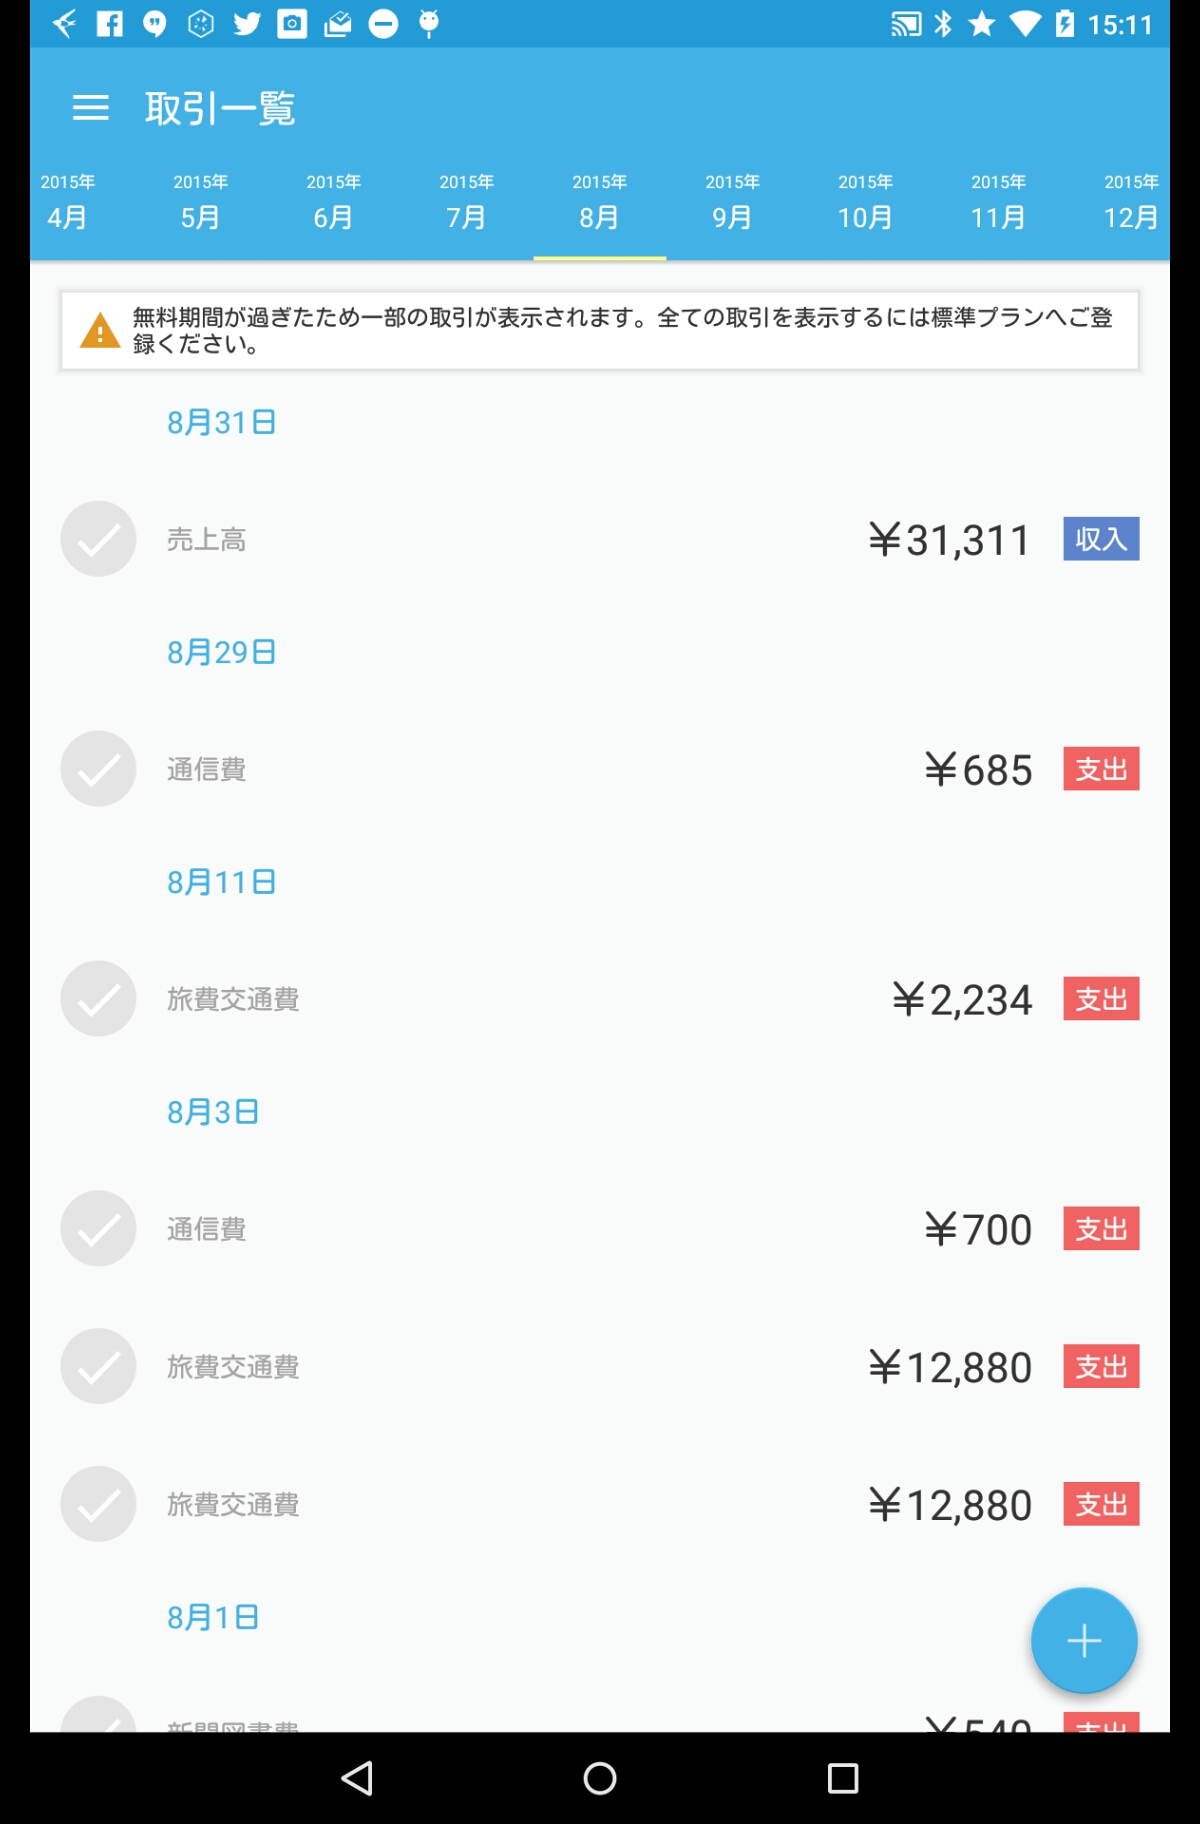 15:11
取引一覧
2015年 2015年 2015年 2015年 2015年 2015年 2015年 2015年 2015年
4月 5月 6月 7月 8月 9月 10月 11月 12月
無料期間が過ぎたため一部の取引が表示されます。全ての取引を表示するには標準プランへご登
録ください。
8月31日
売上高 ¥31,311 収入
8月29日
通信費 ¥685 支出
8月11日
旅費交通費 ¥2,234 支出
8月3日
通信費 ¥700 支出
旅費交通費 ¥12,880 支出
旅費交通費 ¥12,880 支出
8月1日
新聞図書費 ¥540 支出